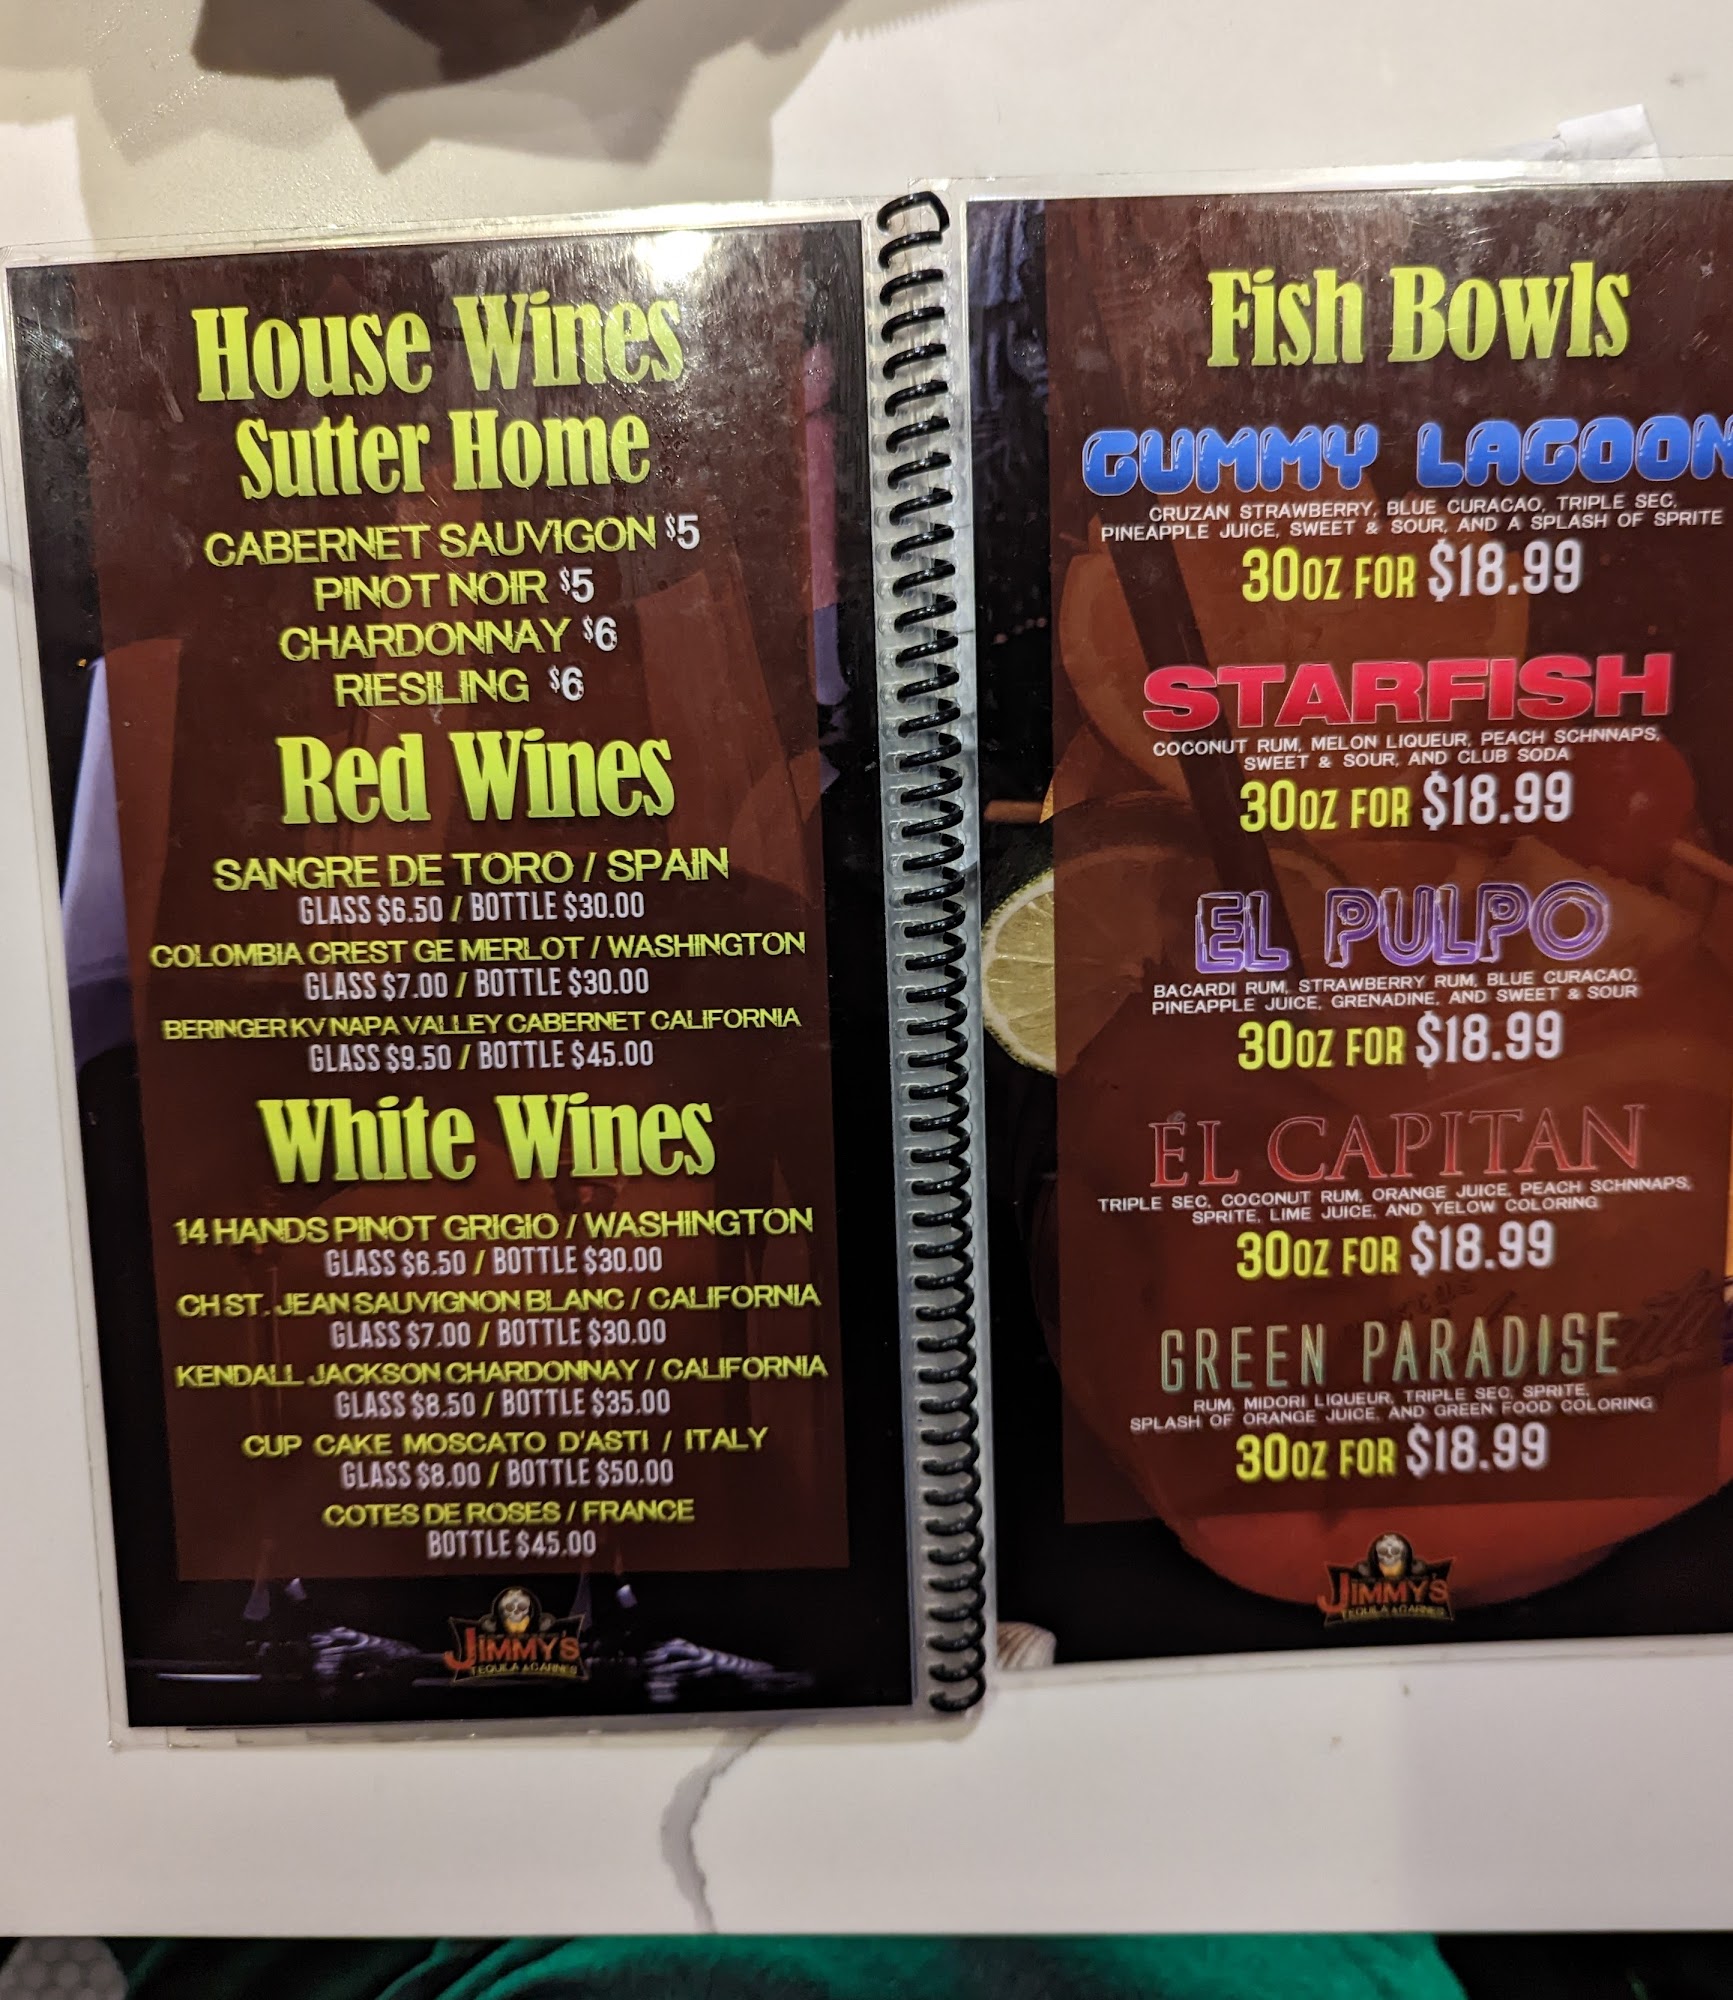 House Wines
Sutter Home
CABERNET SAUVIGON $5
PINOT NOIR $5
CHARDONNAY $6
RIESILING $6
Red Wines
SANGRE DE TORO / SPAIN
GLASS $6.50 / BOTTLE $30.00
COLOMBIA CREST GE MERLOT / WASHINGTON
GLASS $7.00 / BOTTLE $30.00
BERINGER KV NAPA VALLEY CABERNET CALIFORNIA
GLASS $9.50 / BOTTLE $45.00
White Wines
14 HANDS PINOT GRIGIO / WASHINGTON
GLASS $6.50 / BOTTLE $30.00
CH ST. JEAN SAUVIGNON BLANC / CALIFORNIA
GLASS $7.00 / BOTTLE $30.00
KENDALL JACKSON CHARDONNAY / CALIFORNIA
GLASS $8.50 / BOTTLE $35.00
CUP CAKE MOSCATO D'ASTI / ITALY
GLASS $8.00 / BOTTLE $50.00
COTES DE ROSES / FRANCE
BOTTLE $45.00
JIMMY'S
TEQUILA & CARNES
Fish Bowls
GUMMY LAGOON
CRUZAN STRAWBERRY, BLUE CURACAO, TRIPLE SEC,
PINEAPPLE JUICE, SWEET & SOUR, AND A SPLASH OF SPRITE
30OZ FOR $18.99
STARFISH
COCONUT RUM, MELON LIQUEUR, PEACH SCHNNAPS,
SWEET & SOUR, AND CLUB SODA
30OZ FOR $18.99
EL PULPO
BACARDI RUM, STRAWBERRY RUM, BLUE CURACAO,
PINEAPPLE JUICE, GRENADINE, AND SWEET & SOUR
30OZ FOR $18.99
ÉL CAPITAN
TRIPLE SEC, COCONUT RUM, ORANGE JUICE, PEACH SCHNNAPS,
SPRITE, LIME JUICE, AND YELOW COLORING
30OZ FOR $18.99
GREEN PARADISE
RUM, MIDORI LIQUEUR, TRIPLE SEC, SPRITE,
SPLASH OF ORANGE JUICE, AND GREEN FOOD COLORING
30OZ FOR $18.99
JIMMY'S
TEQUILA & CARNES